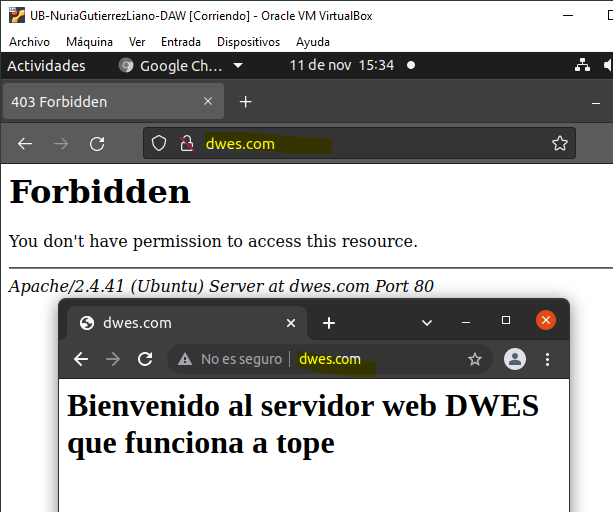 UB-NuriaGutierrezLiano-DAW [Corriendo] - Oracle VM VirtualBox
Archivo Máquina Ver Entrada Dispositivos Ayuda
Actividades Google Ch... 11 de nov 15:34
403 Forbidden
dwes.com
Forbidden
You don't have permission to access this resource.
Apache/2.4.41 (Ubuntu) Server at dwes.com Port 80
dwes.com
No es seguro dwes.com
Bienvenido al servidor web DWES
que funciona a tope